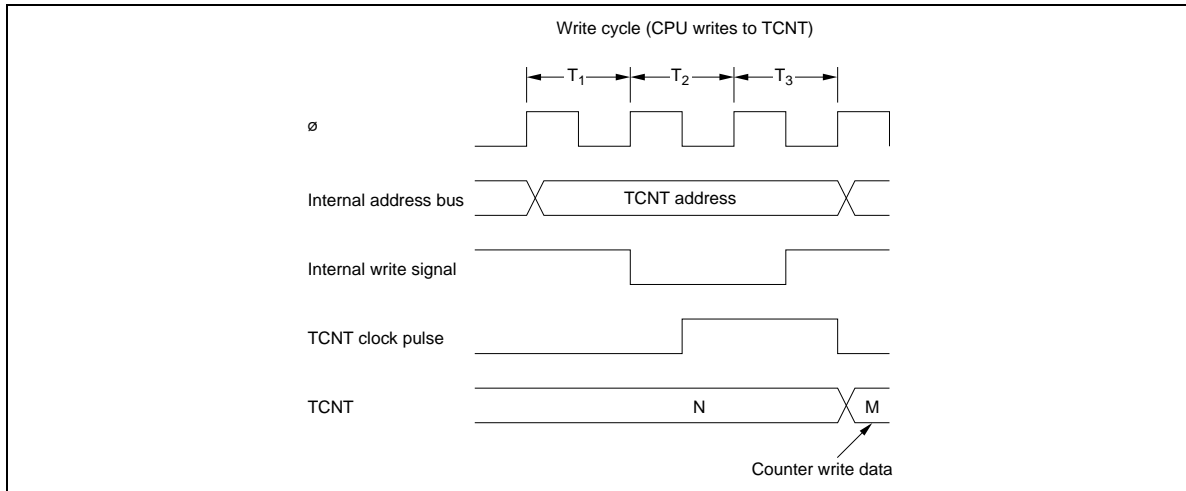 Write cycle (CPU writes to TCNT)
T1 T2 T3
ø
Internal address bus TCNT address
Internal write signal
TCNT clock pulse
TCNT N M
Counter write data